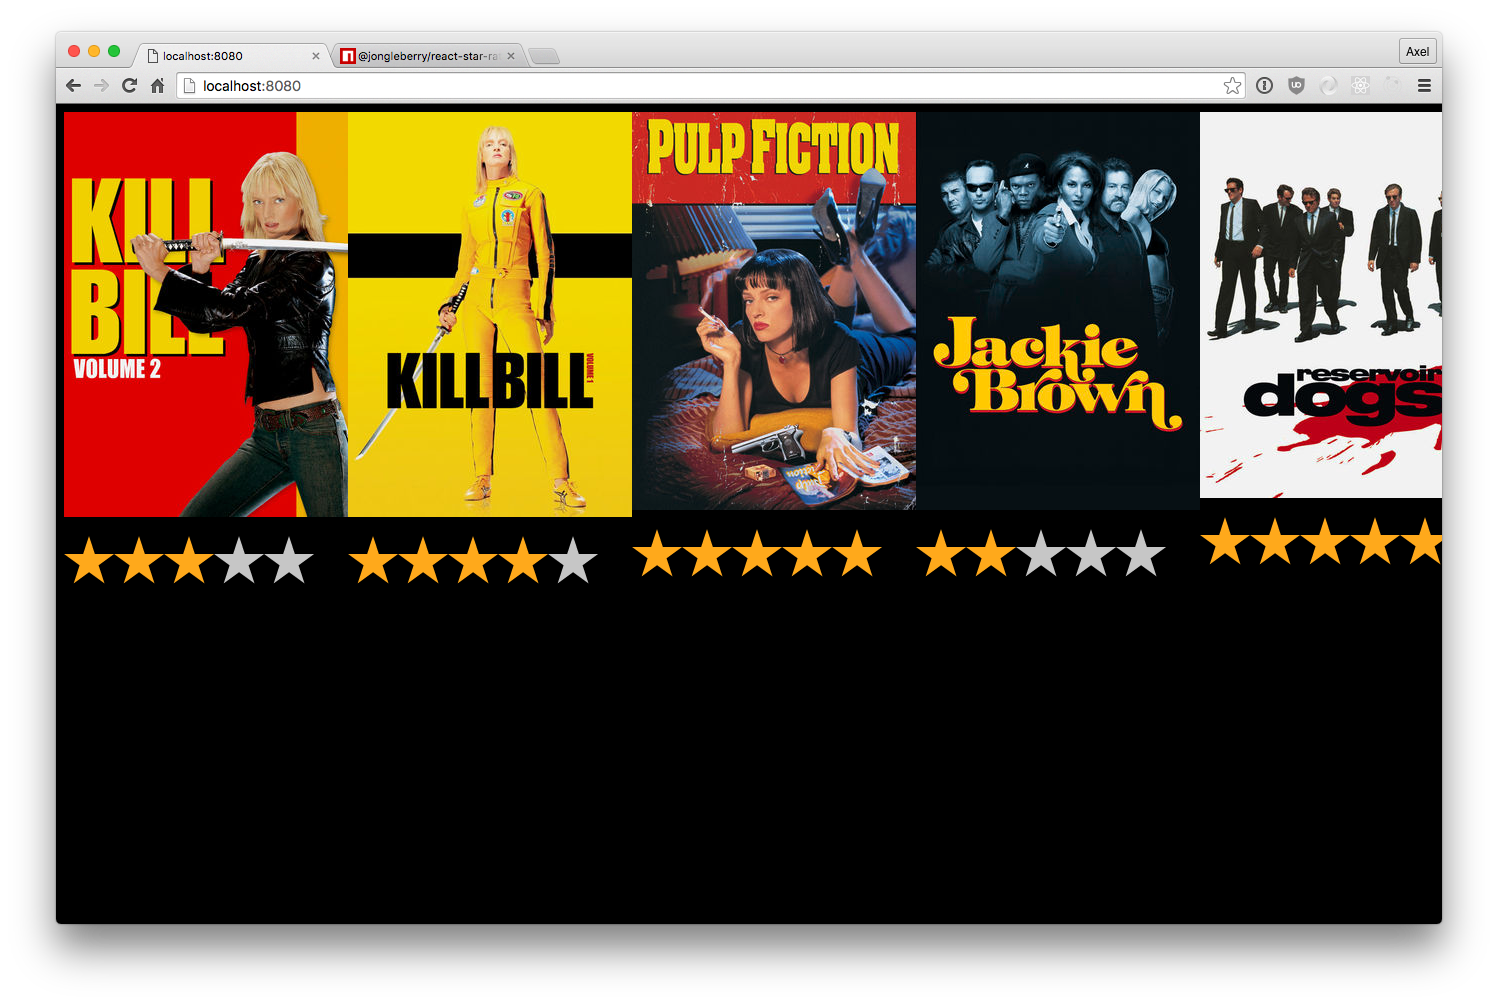 localhost:8080
@jongleberry/react-star-ra
Axel
localhost:8080
KILL
BILL
VOLUME 2
KILL BILL
VOLUME 1
PULP FICTION
Jackie
Brown
reservoir
dogs